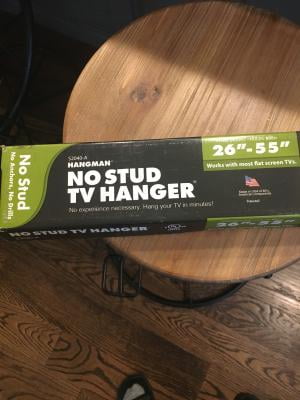 No Stud
No Anchors, No Drills
S2040-A
HANGMAN®
NO STUD
TV HANGER
No experience necessary. Hang your TV in minutes!
26"-55"
Works with most flat screen TVs.
NO STUD TV HANGER
26"-55"